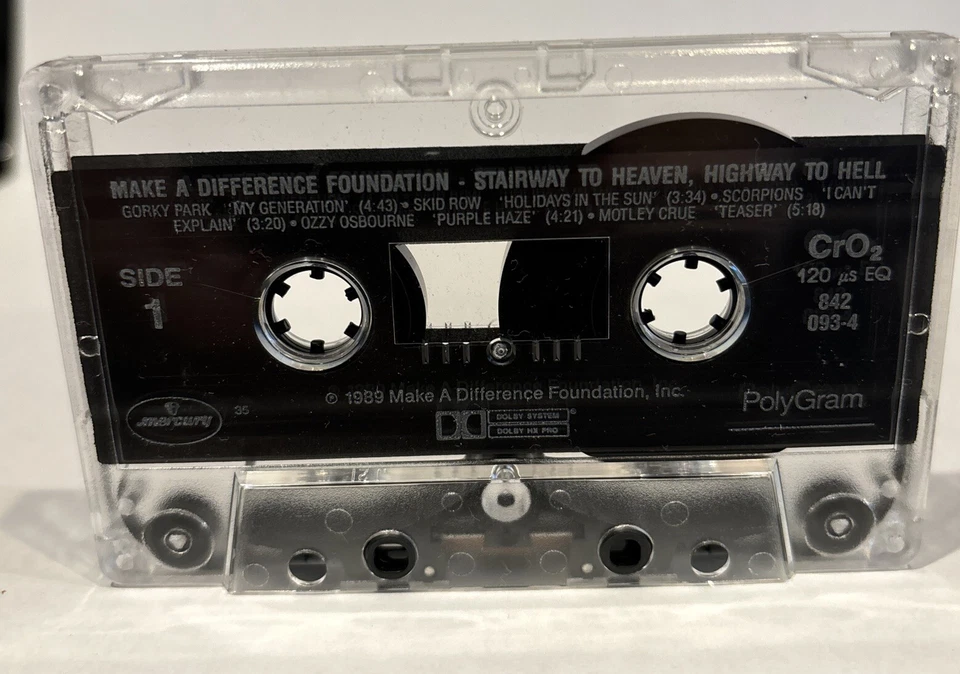 MAKE A DIFFERENCE FOUNDATION - STAIRWAY TO HEAVEN, HIGHWAY TO HELL
GORKY PARK 'MY GENERATION' (4:43) • SKID ROW 'HOLIDAYS IN THE SUN' (3:34) • SCORPIONS 'I CAN'T
EXPLAIN' (3:20) • OZZY OSBOURNE 'PURPLE HAZE' (4:21) • MOTLEY CRUE 'TEASER' (5:18)
SIDE
1
CrO₂
120 µs EQ
842
093-4
℗ 1989 Make A Difference Foundation, Inc.
mercury
36
DOLBY SYSTEM®
DOLBY HX PRO
PolyGram